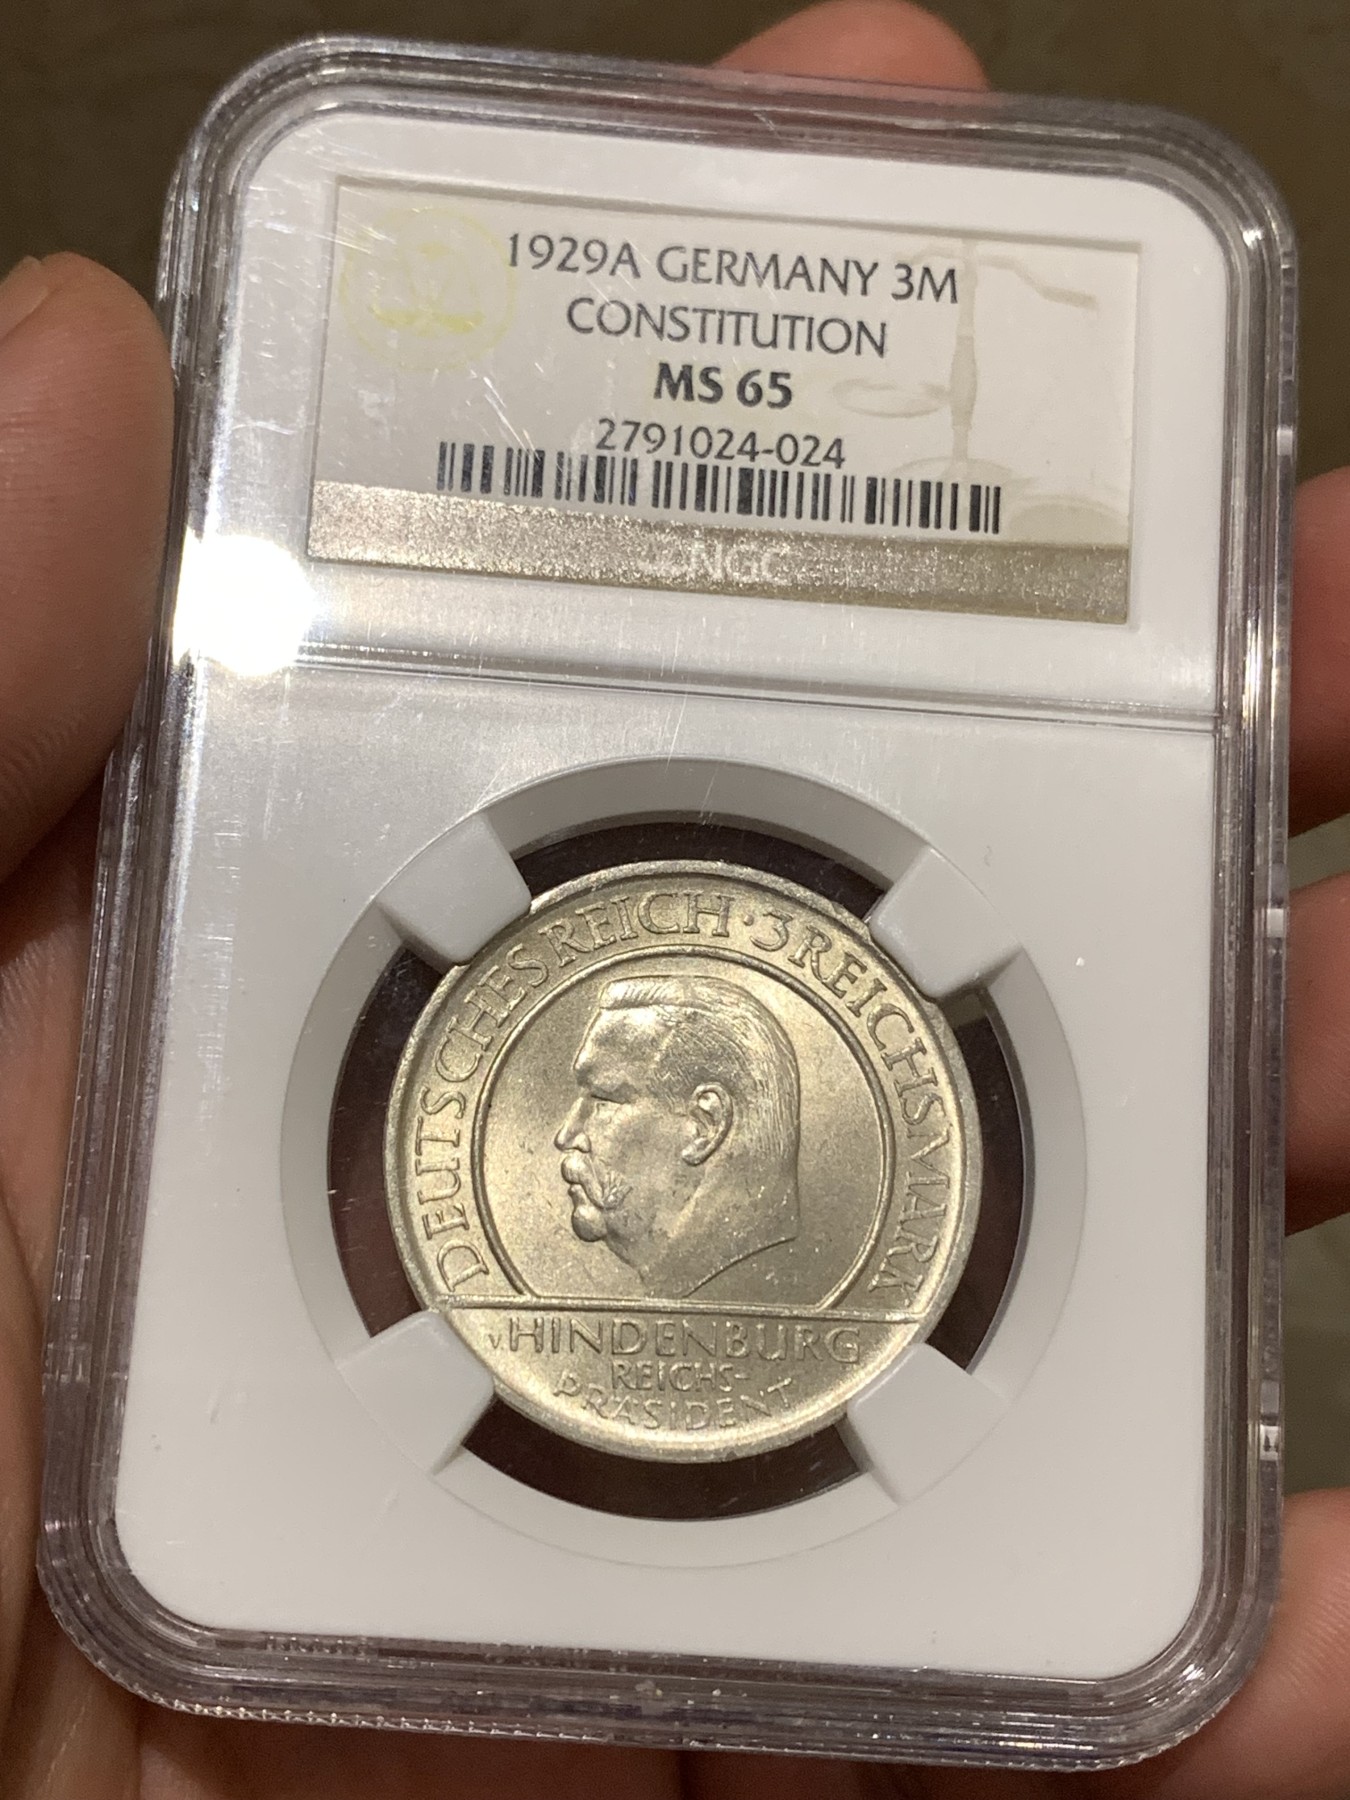 1929A GERMANY 3M
CONSTITUTION
MS 65
2791024-024
NGC
DEUTSCHES REICH · 3 REICHSMARK
v. HINDENBURG
REICHS-
PRÄSIDENT